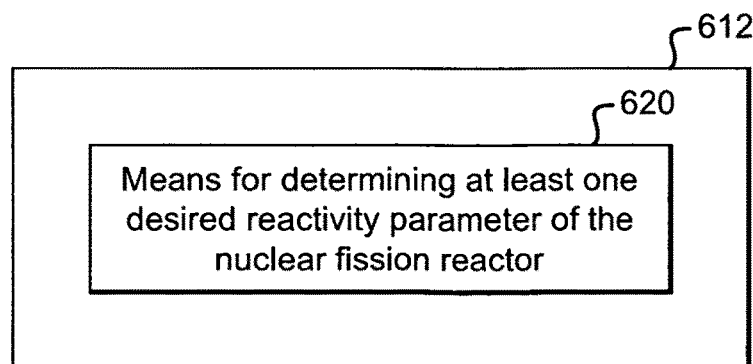 612
620
Means for determining at least one
desired reactivity parameter of the
nuclear fission reactor